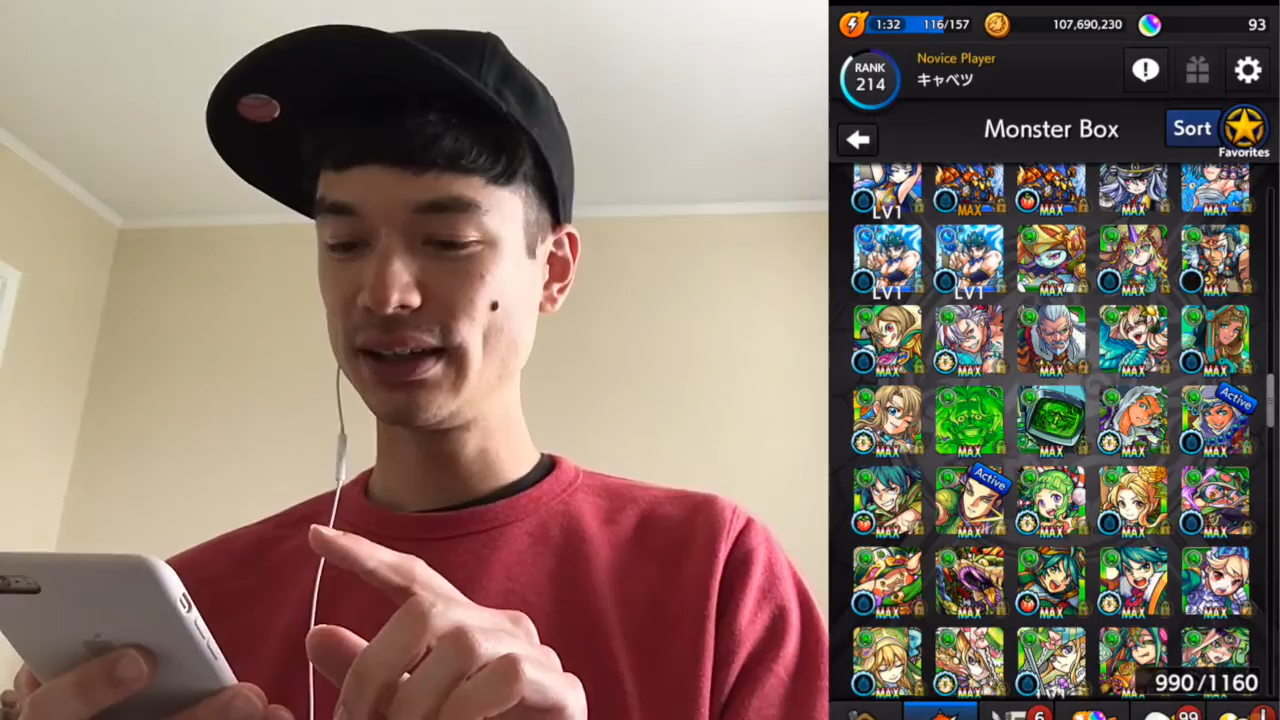 1:32 116/157 107,690,230 93
RANK
214
Novice Player
キャベツ
Monster Box
Sort
Favorites
LV1 MAX MAX MAX MAX
LV1 LV1 MAX MAX MAX
MAX MAX MAX MAX MAX
Active
MAX MAX MAX MAX MAX
Active
MAX MAX MAX MAX MAX
MAX MAX MAX MAX MAX
MAX MAX MAX MAX MAX
990/1160
6 99